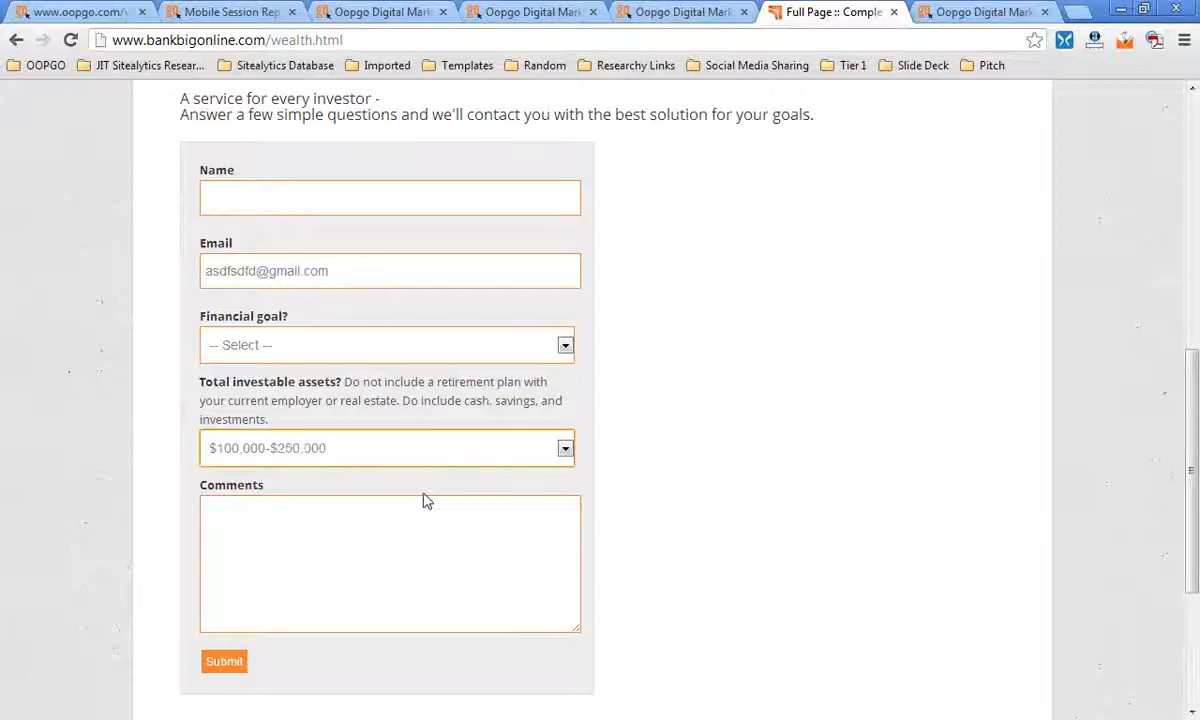 www.oopgo.com/v
Mobile Session Rep
Oopgo Digital Mark
Oopgo Digital Mark
Oopgo Digital Mark
Full Page :: Comple
Oopgo Digital Mark
www.bankbigonline.com/wealth.html
OOPGO
JIT Sitealytics Resear...
Sitealytics Database
Imported
Templates
Random
Researchy Links
Social Media Sharing
Tier 1
Slide Deck
Pitch
A service for every investor -
Answer a few simple questions and we'll contact you with the best solution for your goals.
Name
Email
asdfsdfd@gmail.com
Financial goal?
-- Select --
Total investable assets? Do not include a retirement plan with
your current employer or real estate. Do include cash, savings, and
investments.
$100,000-$250,000
Comments
Submit